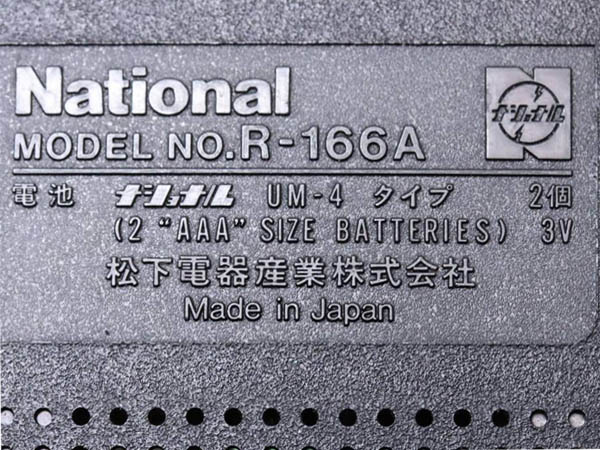 National
ナショナル
MODEL NO.R-166A
電池 ナショナル UM-4 タイプ 2個
(2 "AAA" SIZE BATTERIES) 3V
松下電器産業株式会社
Made in Japan